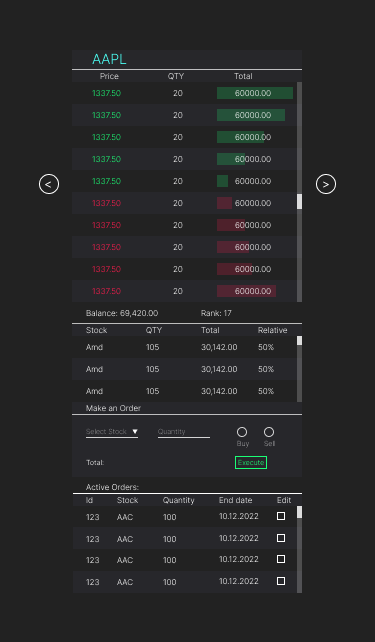 AAPL
Price QTY Total
1337.50 20 60000.00
1337.50 20 60000.00
1337.50 20 60000.00
1337.50 20 60000.00
1337.50 20 60000.00
< >
1337.50 20 60000.00
1337.50 20 60000.00
1337.50 20 60000.00
1337.50 20 60000.00
1337.50 20 60000.00
Balance: 69,420.00 Rank: 17
Stock QTY Total Relative
Amd 105 30,142.00 50%
Amd 105 30,142.00 50%
Amd 105 30,142.00 50%
Make an Order
Select Stock ▼ Quantity
Buy Sell
Total: Execute
Active Orders:
Id Stock Quantity End date Edit
123 AAC 100 10.12.2022
123 AAC 100 10.12.2022
123 AAC 100 10.12.2022
123 AAC 100 10.12.2022